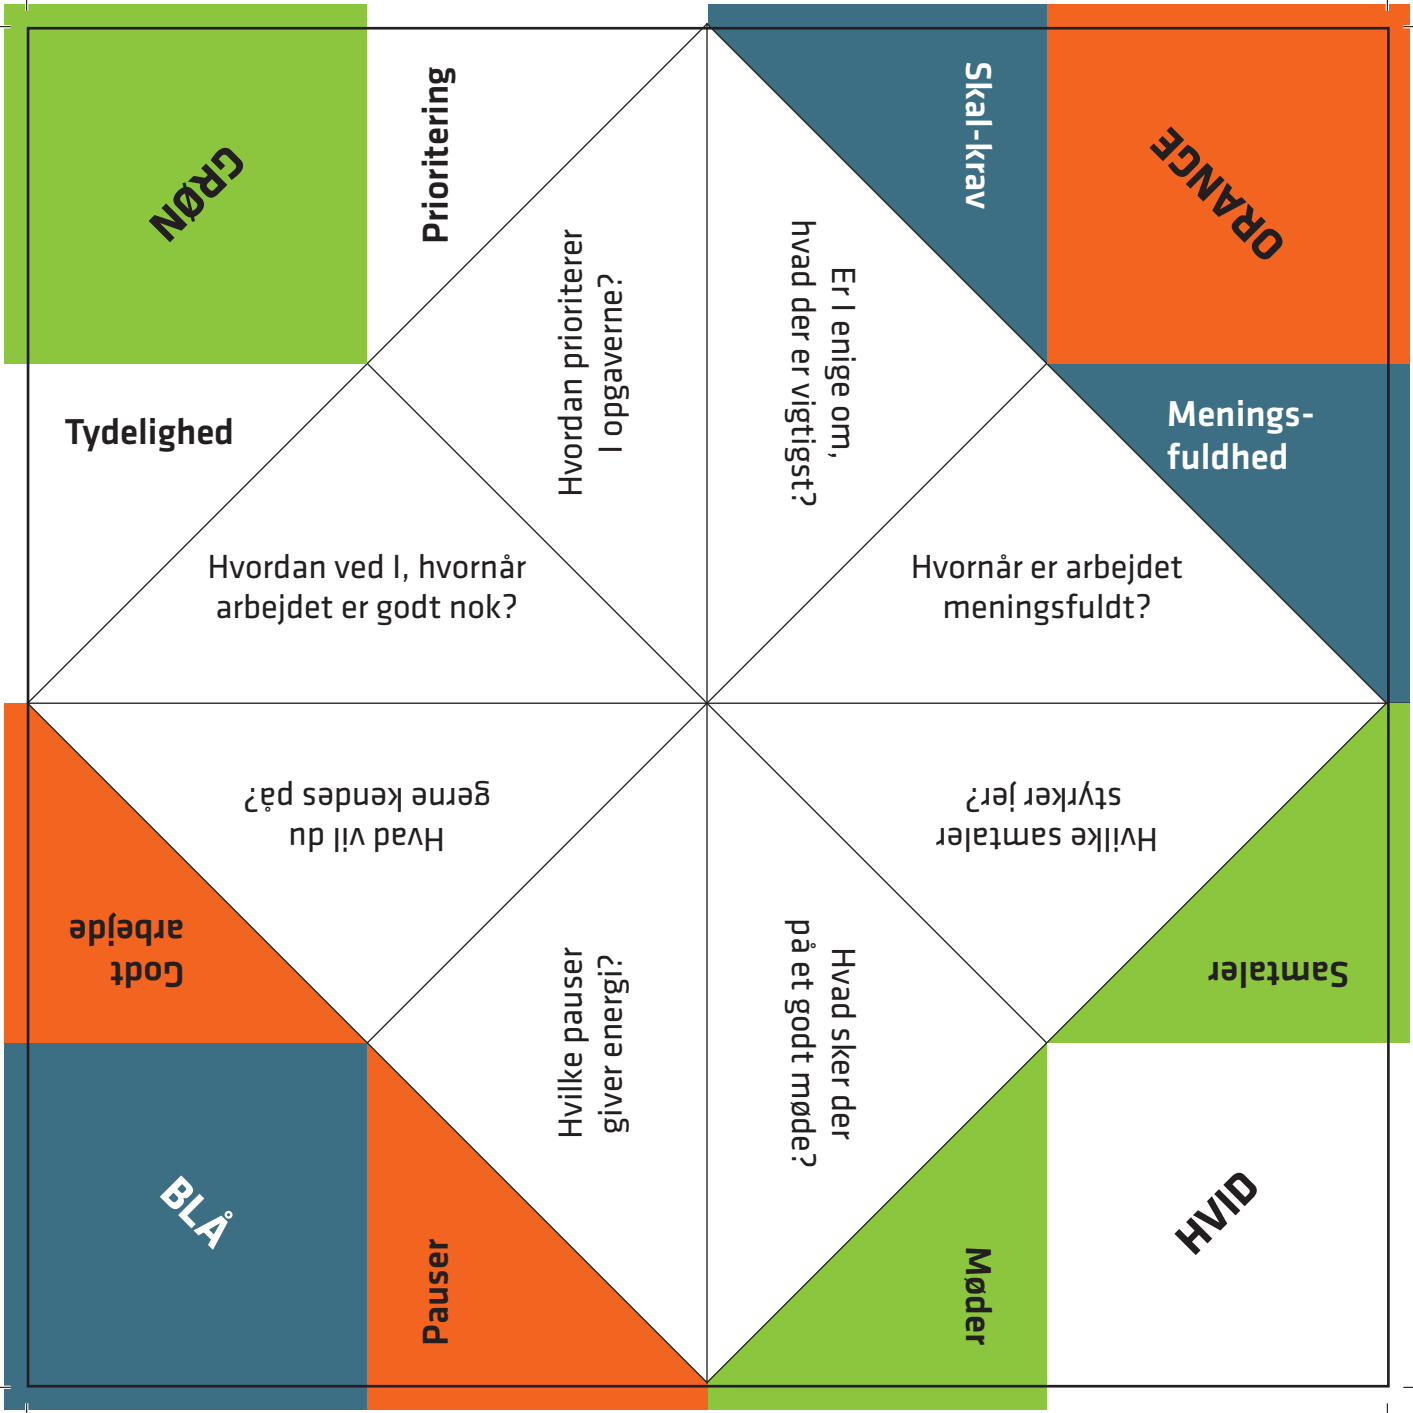 GRØN
Prioritering
Skal-krav
ORANGE
Tydelighed
Hvordan prioriterer
I opgaverne?
Er I enige om,
hvad der er vigtigst?
Menings-
fuldhed
Hvordan ved I, hvornår
arbejdet er godt nok?
Hvornår er arbejdet
meningsfuldt?
Hvad vil du
gerne kendes på?
Hvilke samtaler
styrker jer?
Godt
arbejde
Hvilke pauser
giver energi?
Hvad sker der
på et godt møde?
Samtaler
BLÅ
Pauser
Møder
HVID